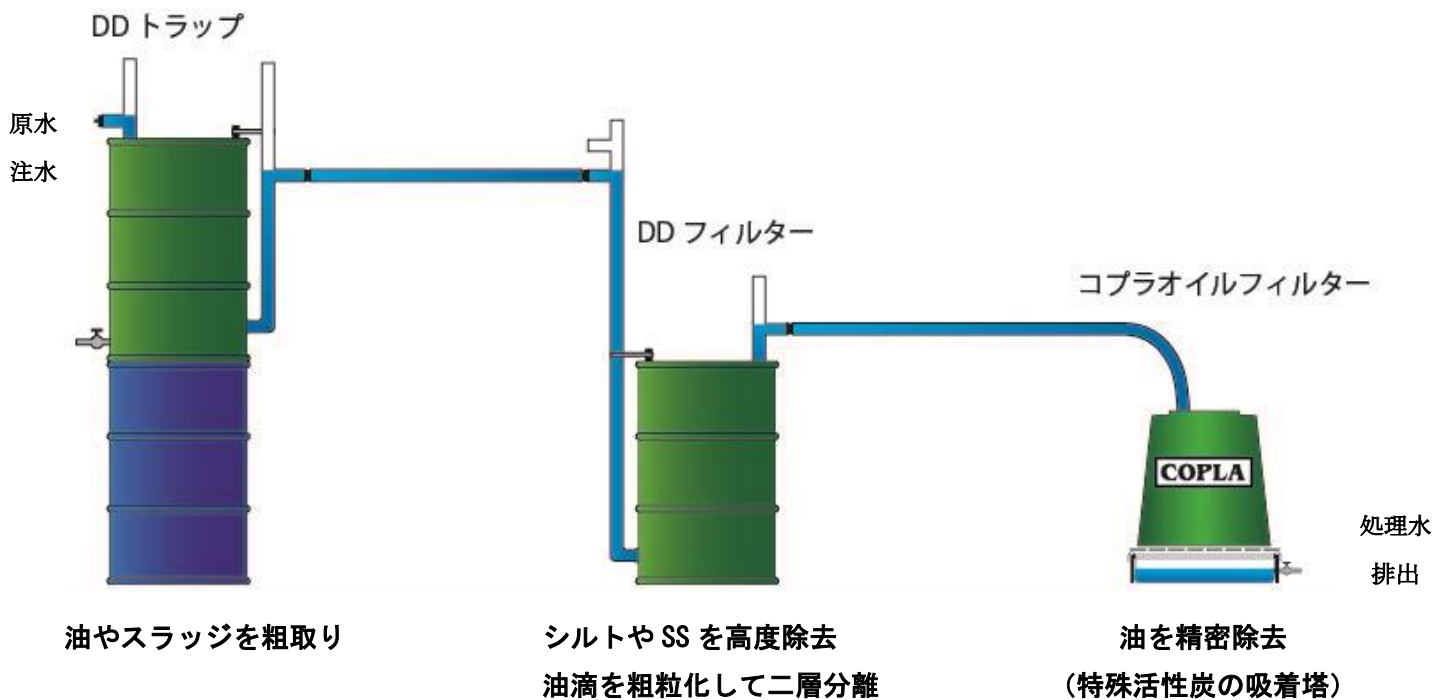 DD トラップ
原水
注水
DD フィルター
コプラオイルフィルター
COPLA
処理水
排出
油やスラッジを粗取り
シルトや SS を高度除去
油滴を粗粒化して二層分離
油を精密除去
（特殊活性炭の吸着塔）